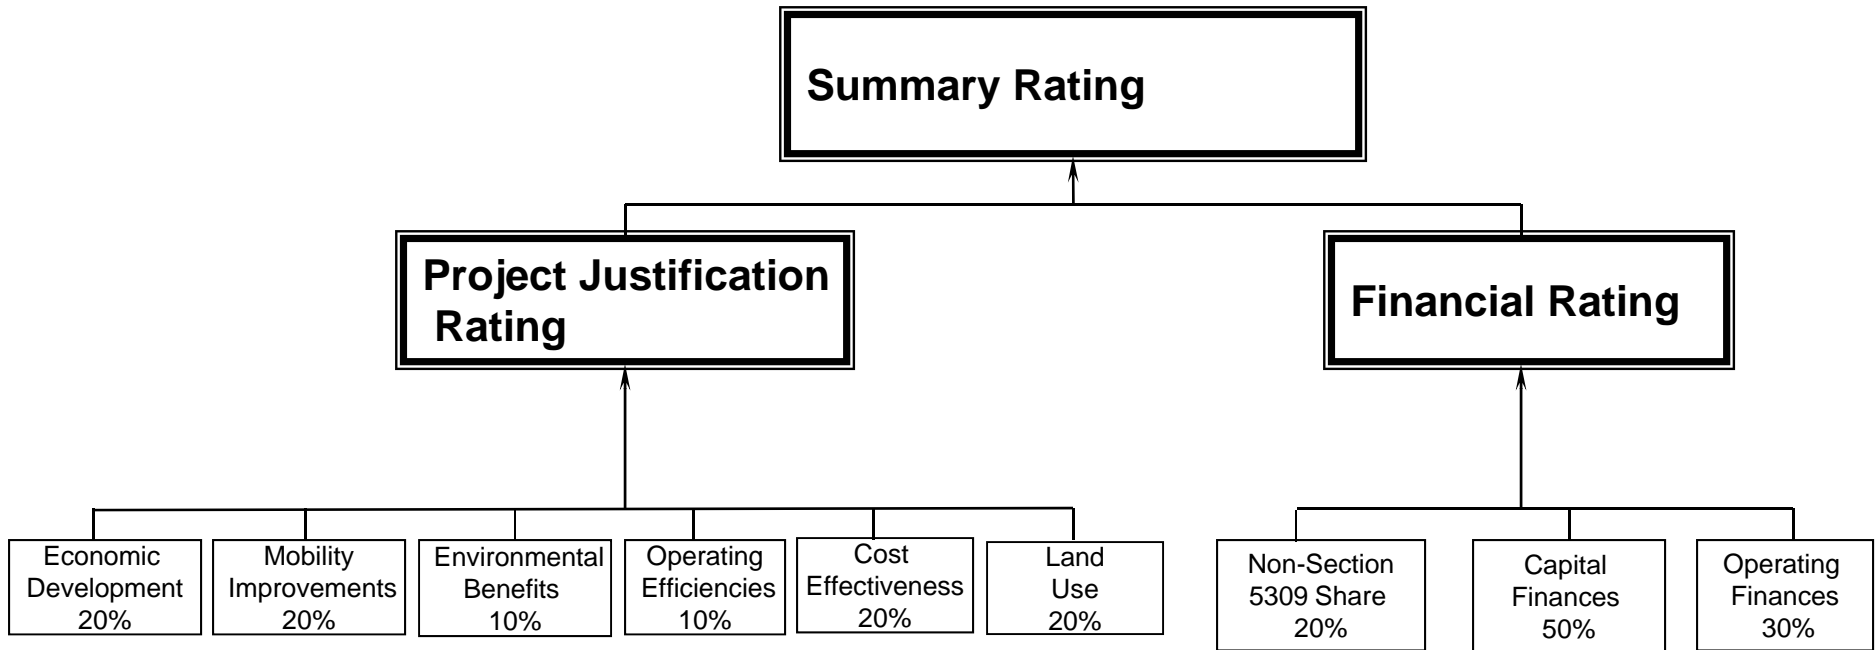 Summary Rating
Project Justification
Rating
Financial Rating
Economic
Development
20%
Mobility
Improvements
20%
Environmental
Benefits
10%
Operating
Efficiencies
10%
Cost
Effectiveness
20%
Land
Use
20%
Non-Section
5309 Share
20%
Capital
Finances
50%
Operating
Finances
30%